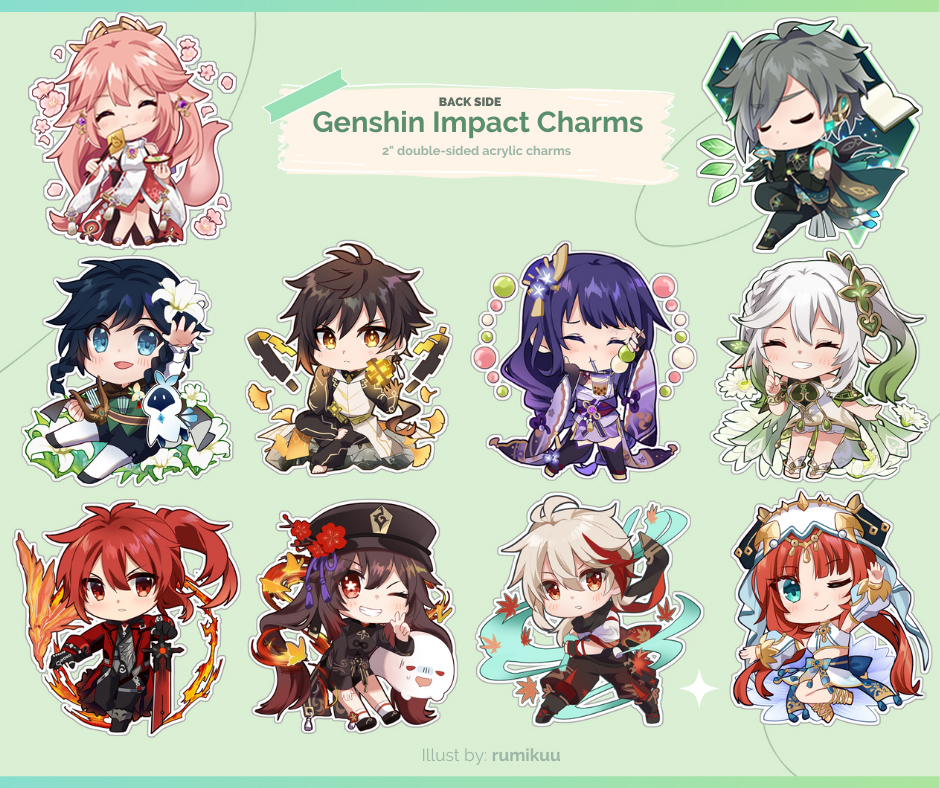 BACK SIDE
Genshin Impact Charms
2" double-sided acrylic charms
Illust by: rumikuu